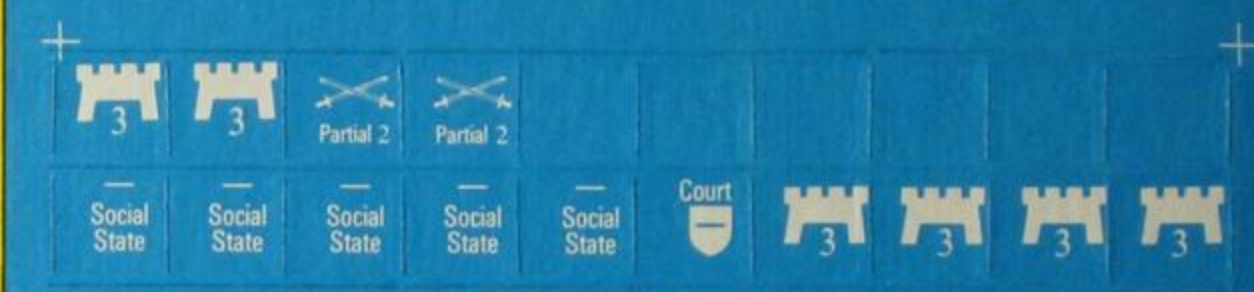 3 3 Partial 2 Partial 2
Social State Social State Social State Social State Social State Court 3 3 3 3